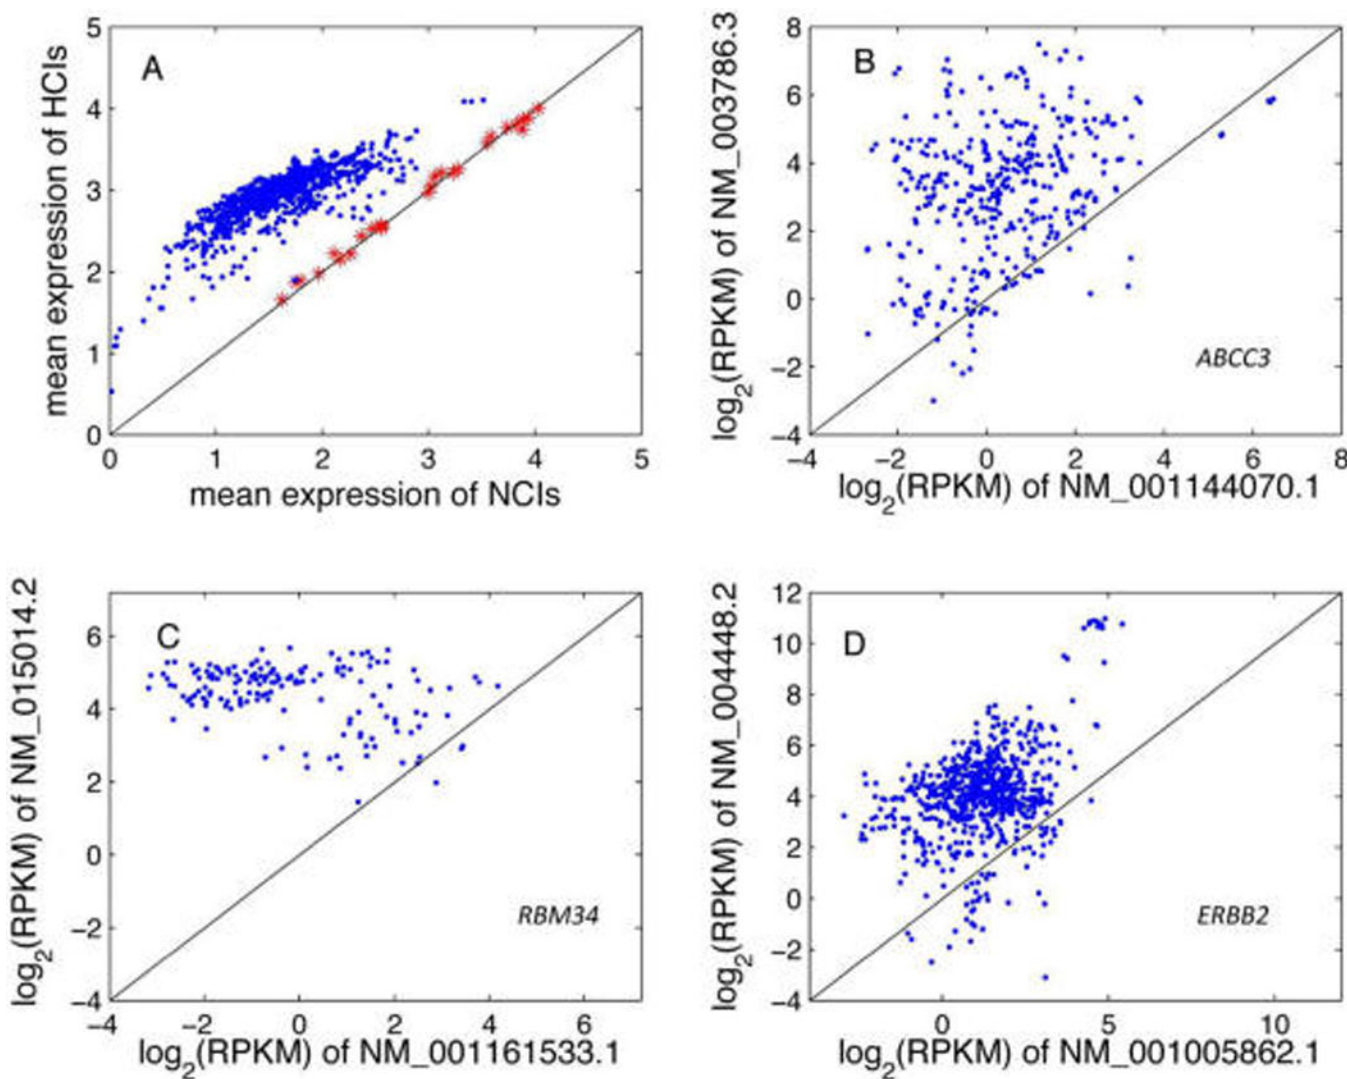 A
mean expression of HCIs
5
4
3
2
1
0
0 1 2 3 4 5
mean expression of NCIs
B
log2(RPKM) of NM_003786.3
8
6
4
2
0
−2
−4
−4 −2 0 2 4 6 8
log2(RPKM) of NM_001144070.1
ABCC3
C
log2(RPKM) of NM_015014.2
6
4
2
0
−2
−4
−4 −2 0 2 4 6
log2(RPKM) of NM_001161533.1
RBM34
D
log2(RPKM) of NM_004448.2
12
10
8
6
4
2
0
−2
−4
0 5 10
log2(RPKM) of NM_001005862.1
ERBB2